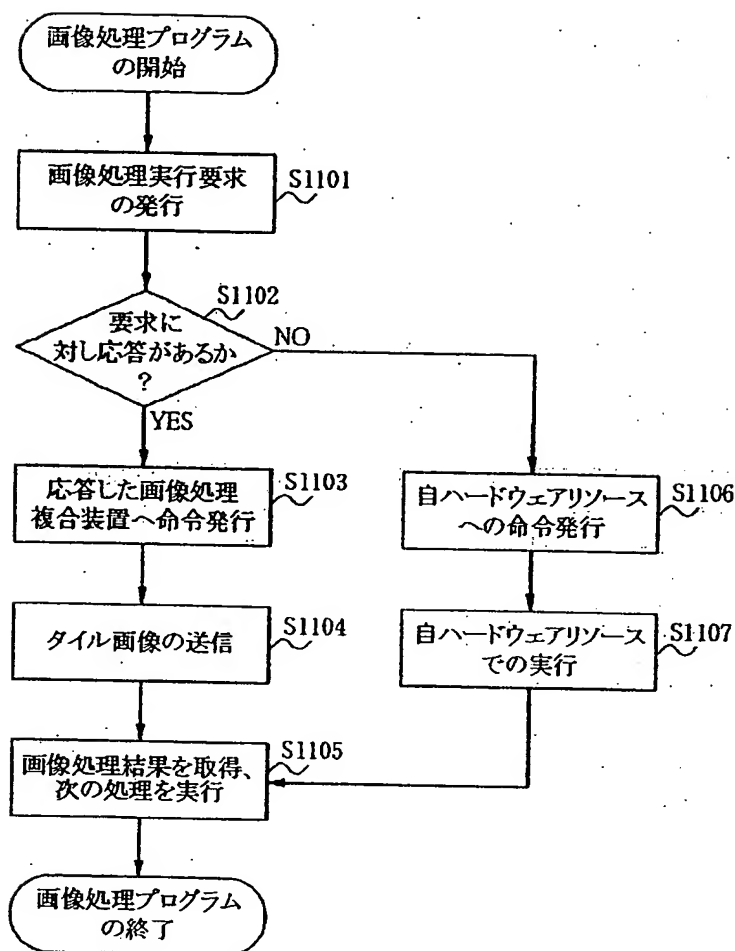 画像処理プログラム
の開始
画像処理実行要求
の発行
S1101
S1102
要求に
対し応答があるか
?
NO
YES
応答した画像処理
複合装置へ命令発行
S1103
自ハードウェアリソース
への命令発行
S1106
タイル画像の送信
S1104
自ハードウェアリソース
での実行
S1107
画像処理結果を取得、
次の処理を実行
S1105
画像処理プログラム
の終了